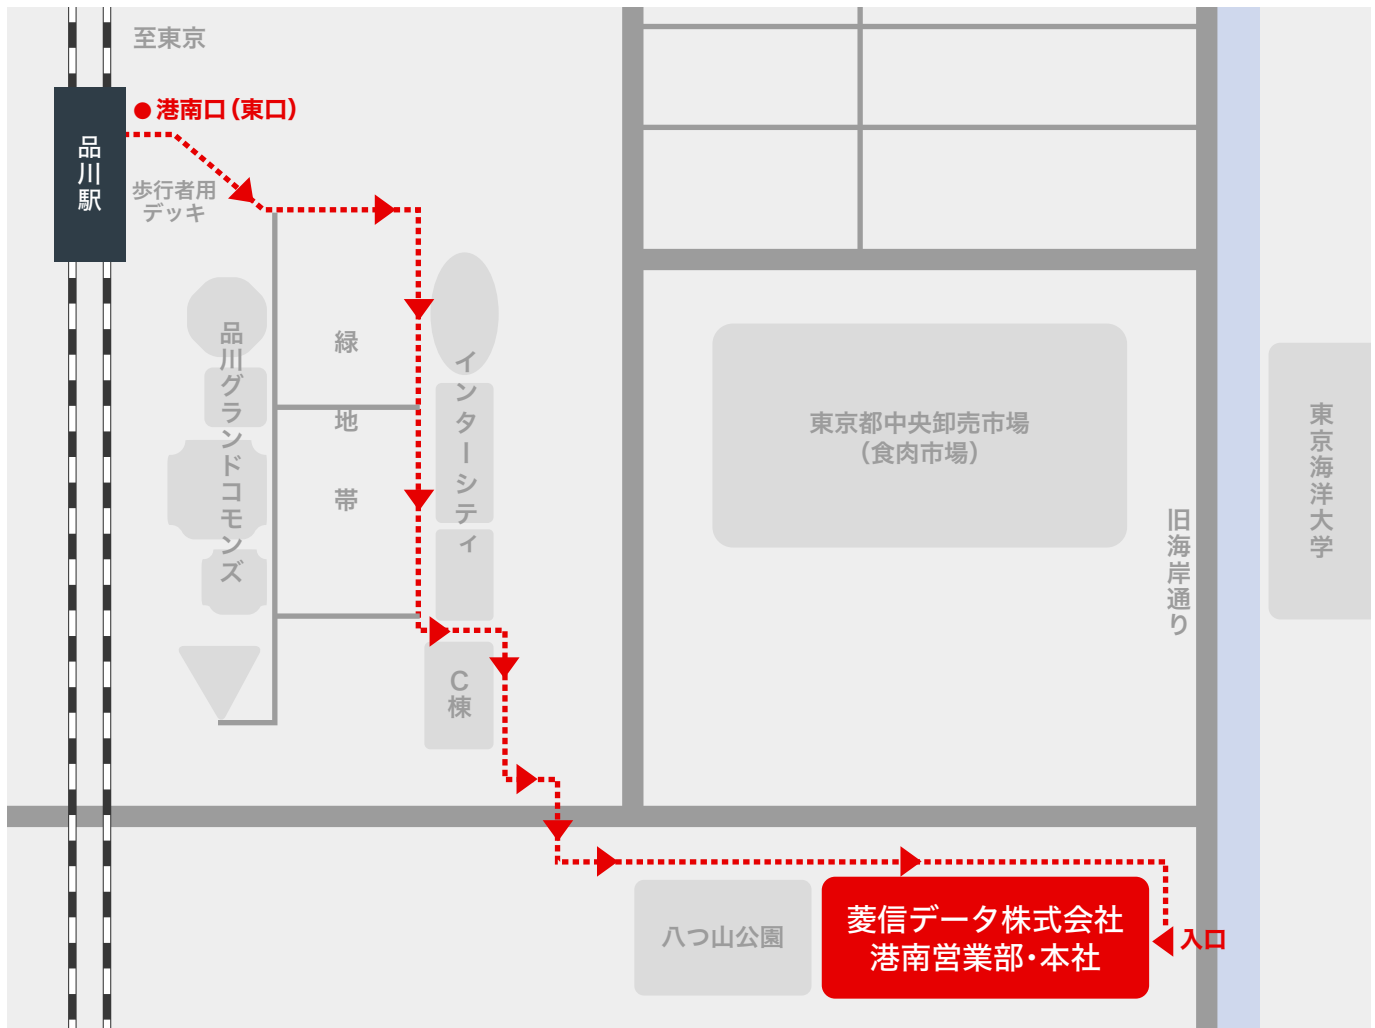 至東京
港南口（東口）
品川駅
歩行者用
デッキ
品川グランドコモンズ
緑地帯
インターシティ
C棟
東京都中央卸売市場
（食肉市場）
旧海岸通り
東京海洋大学
八つ山公園
菱信データ株式会社
港南営業部・本社
入口